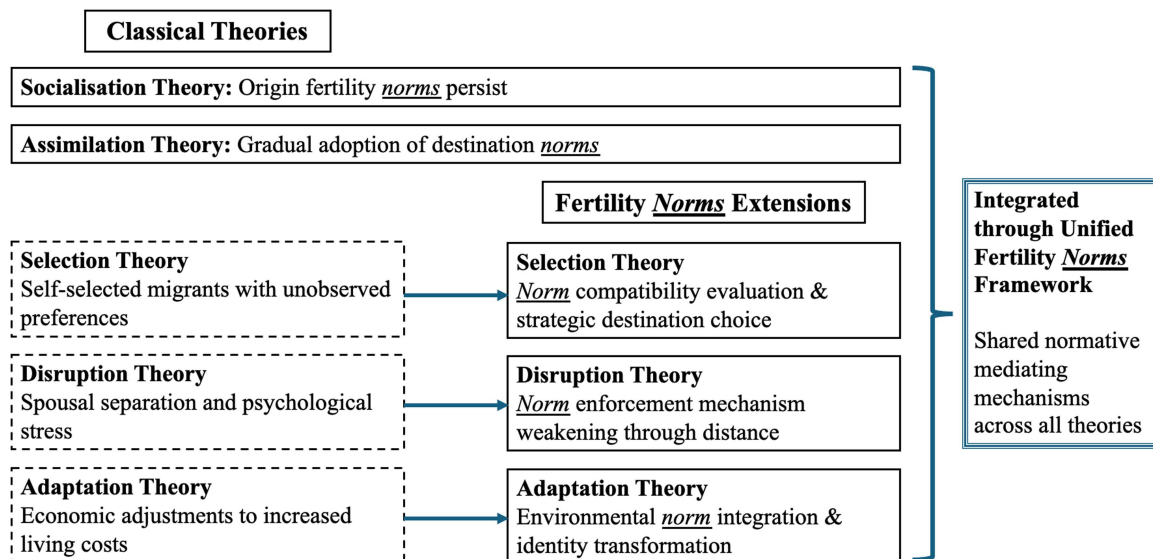 Classical Theories
Socialisation Theory: Origin fertility norms persist
Assimilation Theory: Gradual adoption of destination norms
Fertility Norms Extensions
Selection Theory
Self-selected migrants with unobserved
preferences
Selection Theory
Norm compatibility evaluation &
strategic destination choice
Disruption Theory
Spousal separation and psychological
stress
Disruption Theory
Norm enforcement mechanism
weakening through distance
Adaptation Theory
Economic adjustments to increased
living costs
Adaptation Theory
Environmental norm integration &
identity transformation
Integrated
through Unified
Fertility Norms
Framework
Shared normative
mediating
mechanisms
across all theories